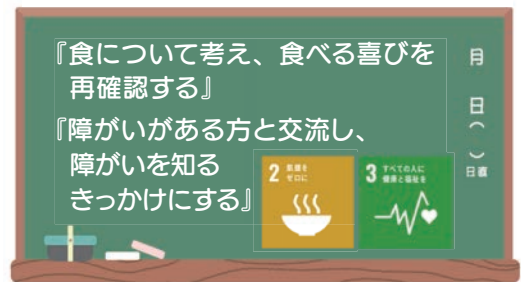 『食について考え、食べる喜びを
再確認する』
『障がいがある方と交流し、
障がいを知る
きっかけにする』
2 飢餓を
ゼロに
3 すべての人に
健康と福祉を
月
日
（ ）
日直